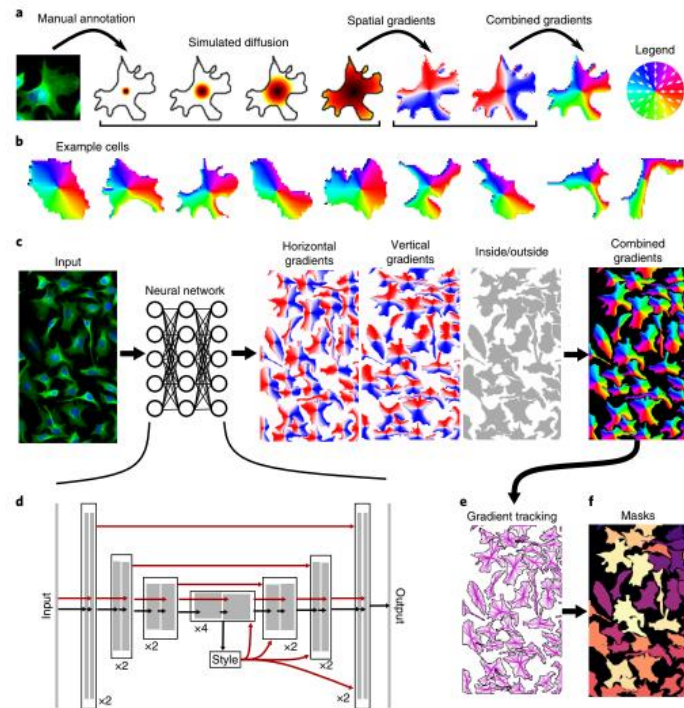 a
Manual annotation
Simulated diffusion
Spatial gradients
Combined gradients
Legend
b
Example cells
c
Input
Neural network
Horizontal
gradients
Vertical
gradients
Inside/outside
Combined
gradients
d
Input
×2
×2
×2
×4
Style
×2
×2
×2
Output
e
Gradient tracking
f
Masks